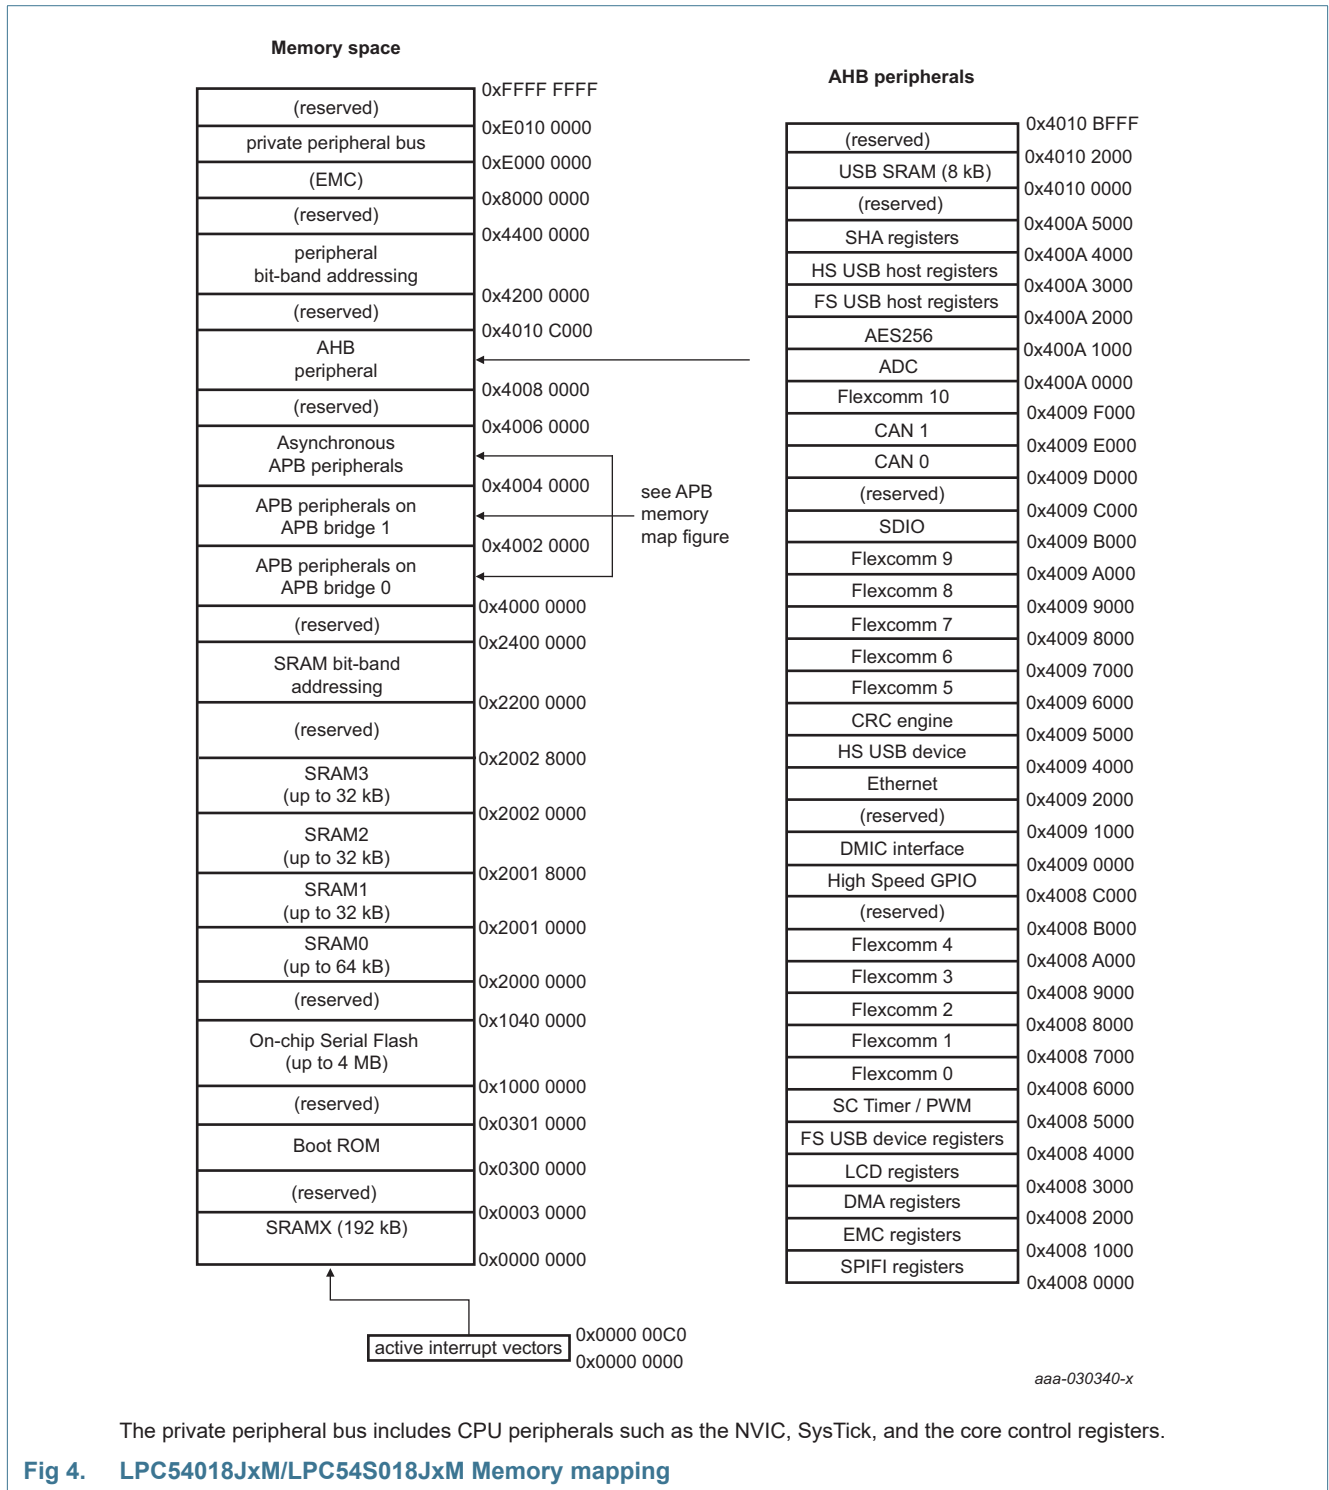 Memory space
0xFFFF FFFF
(reserved)
0xE010 0000
private peripheral bus
0xE000 0000
(EMC)
0x8000 0000
(reserved)
0x4400 0000
peripheral
bit-band addressing
0x4200 0000
(reserved)
0x4010 C000
AHB
peripheral
0x4008 0000
(reserved)
0x4006 0000
Asynchronous
APB peripherals
0x4004 0000
APB peripherals on
APB bridge 1
0x4002 0000
APB peripherals on
APB bridge 0
0x4000 0000
(reserved)
0x2400 0000
SRAM bit-band
addressing
0x2200 0000
(reserved)
0x2002 8000
SRAM3
(up to 32 kB)
0x2002 0000
SRAM2
(up to 32 kB)
0x2001 8000
SRAM1
(up to 32 kB)
0x2001 0000
SRAM0
(up to 64 kB)
0x2000 0000
(reserved)
0x1040 0000
On-chip Serial Flash
(up to 4 MB)
0x1000 0000
(reserved)
0x0301 0000
Boot ROM
0x0300 0000
(reserved)
0x0003 0000
SRAMX (192 kB)
0x0000 0000
active interrupt vectors
0x0000 00C0
0x0000 0000
see APB
memory
map figure
AHB peripherals
0x4010 BFFF
(reserved)
0x4010 2000
USB SRAM (8 kB)
0x4010 0000
(reserved)
0x400A 5000
SHA registers
0x400A 4000
HS USB host registers
0x400A 3000
FS USB host registers
0x400A 2000
AES256
0x400A 1000
ADC
0x400A 0000
Flexcomm 10
0x4009 F000
CAN 1
0x4009 E000
CAN 0
0x4009 D000
(reserved)
0x4009 C000
SDIO
0x4009 B000
Flexcomm 9
0x4009 A000
Flexcomm 8
0x4009 9000
Flexcomm 7
0x4009 8000
Flexcomm 6
0x4009 7000
Flexcomm 5
0x4009 6000
CRC engine
0x4009 5000
HS USB device
0x4009 4000
Ethernet
0x4009 2000
(reserved)
0x4009 1000
DMIC interface
0x4009 0000
High Speed GPIO
0x4008 C000
(reserved)
0x4008 B000
Flexcomm 4
0x4008 A000
Flexcomm 3
0x4008 9000
Flexcomm 2
0x4008 8000
Flexcomm 1
0x4008 7000
Flexcomm 0
0x4008 6000
SC Timer / PWM
0x4008 5000
FS USB device registers
0x4008 4000
LCD registers
0x4008 3000
DMA registers
0x4008 2000
EMC registers
0x4008 1000
SPIFI registers
0x4008 0000
aaa-030340-x
The private peripheral bus includes CPU peripherals such as the NVIC, SysTick, and the core control registers.
Fig 4. LPC54018JxM/LPC54S018JxM Memory mapping